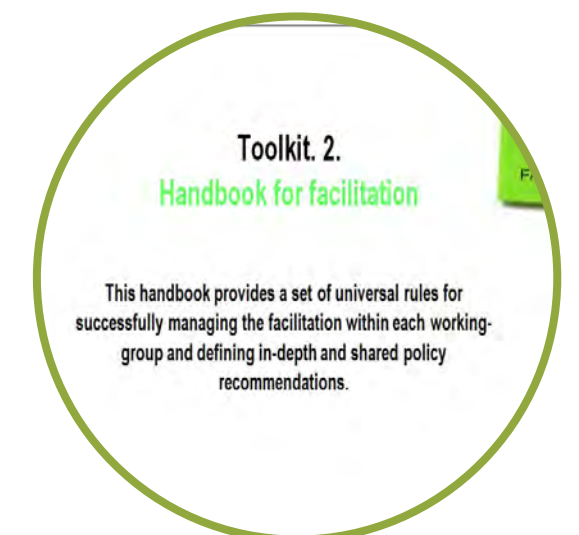 Toolkit. 2.
Handbook for facilitation
This handbook provides a set of universal rules for
successfully managing the facilitation within each working-
group and defining in-depth and shared policy
recommendations.